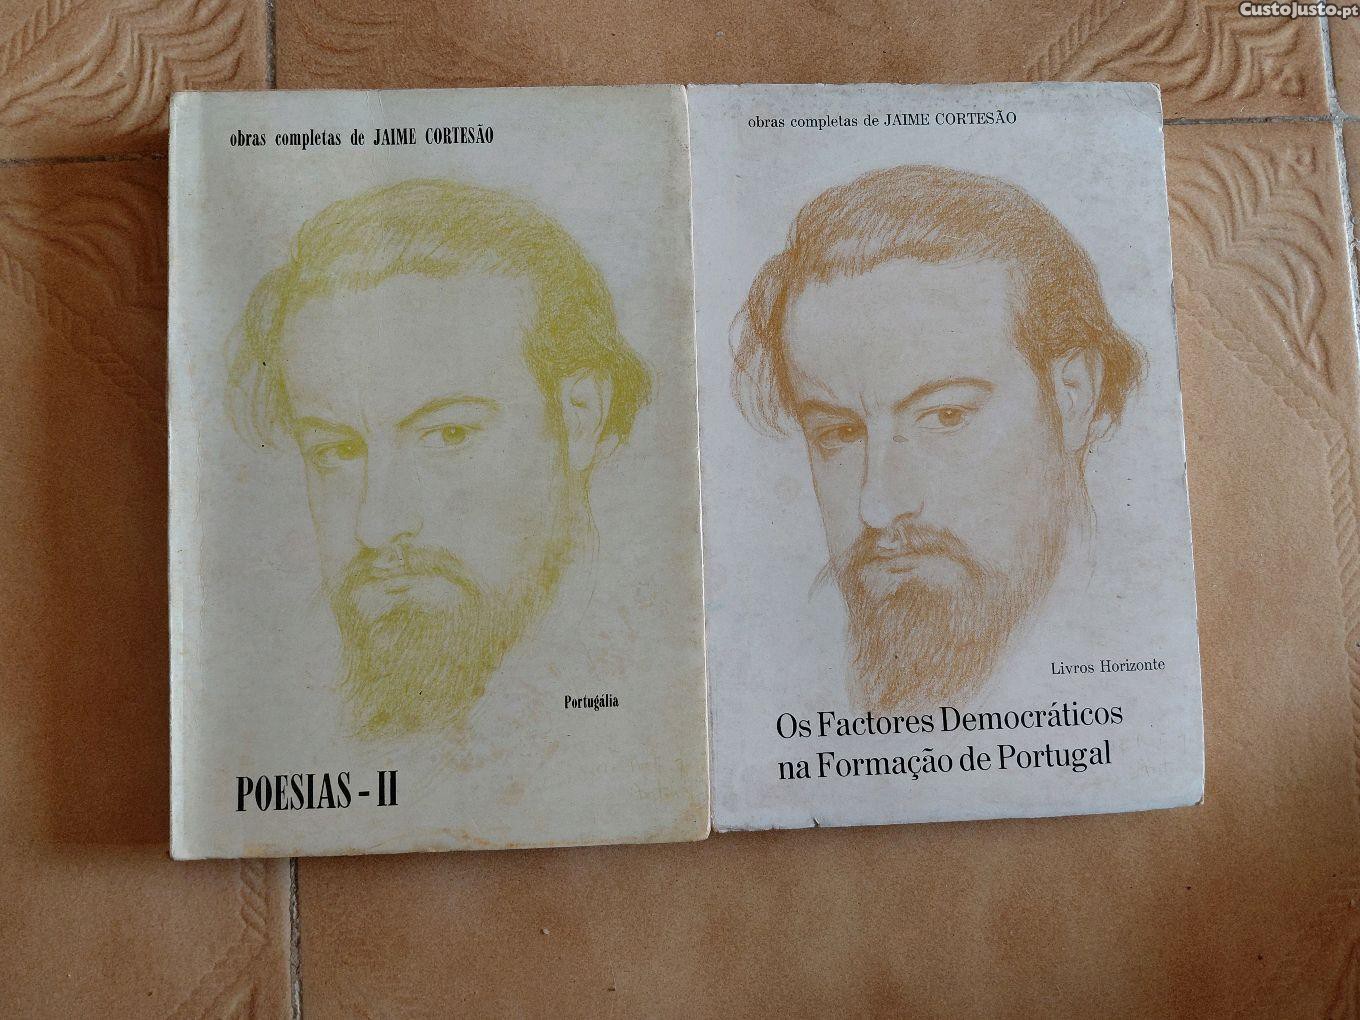 CustoJusto.pt
obras completas de JAIME CORTESÃO
Portugália
POESIAS - II
obras completas de JAIME CORTESÃO
Livros Horizonte
Os Factores Democráticos
na Formação de Portugal